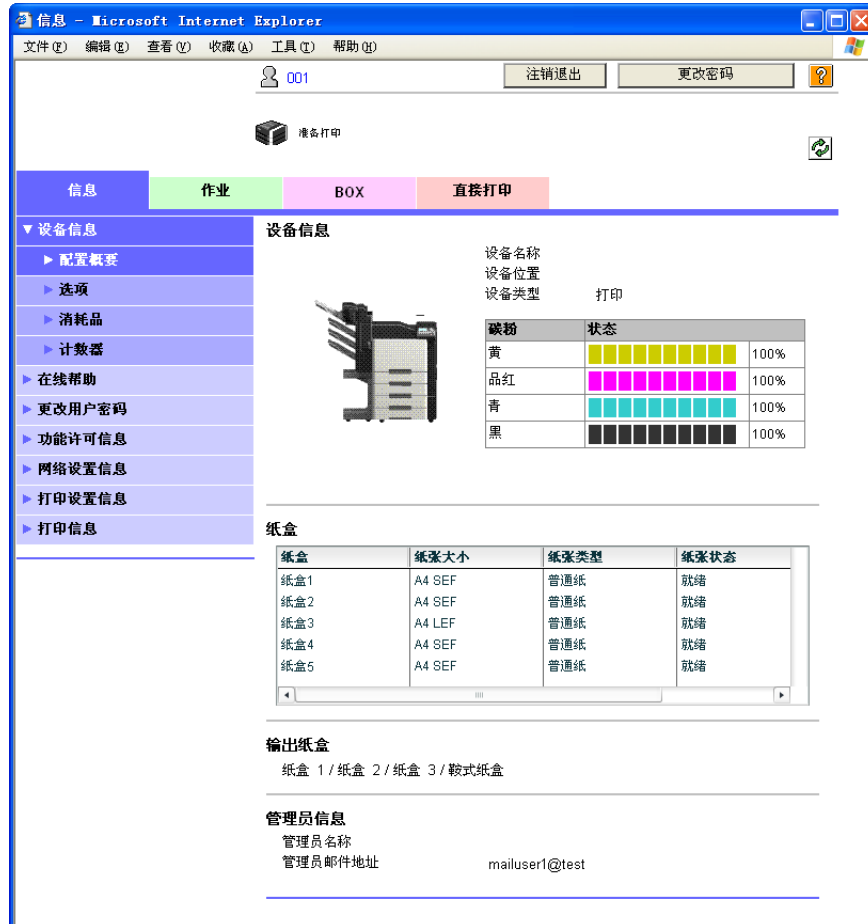 信息 - Microsoft Internet Explorer
文件(F) 编辑(E) 查看(V) 收藏(A) 工具(T) 帮助(H)
001 注销退出 更改密码 ?
准备打印
信息 作业 BOX 直接打印
设备信息
配置概要
选项
消耗品
计数器
在线帮助
更改用户密码
功能许可信息
网络设置信息
打印设置信息
打印信息
设备信息
设备名称
设备位置
设备类型 打印
碳粉 状态
黄 100%
品红 100%
青 100%
黑 100%
纸盒
纸盒 纸张大小 纸张类型 纸张状态
纸盒1 A4 SEF 普通纸 就绪
纸盒2 A4 SEF 普通纸 就绪
纸盒3 A4 LEF 普通纸 就绪
纸盒4 A4 SEF 普通纸 就绪
纸盒5 A4 SEF 普通纸 就绪
输出纸盒
纸盒 1 / 纸盒 2 / 纸盒 3 / 鞍式纸盒
管理员信息
管理员名称
管理员邮件地址 mailuser1@test